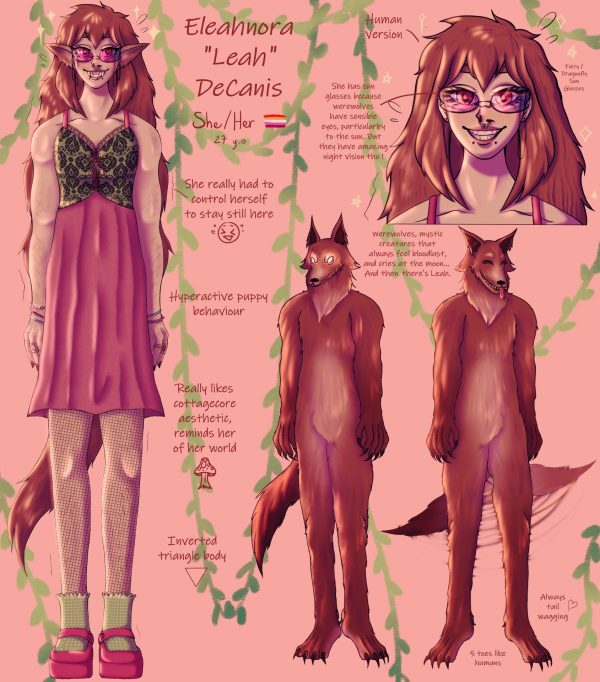 Eleahnora
"Leah"
DeCanis
She/Her
27 y.o
She really had to
control herself
to stay still here
Hyperactive puppy
behaviour
Really likes
cottagecore
aesthetic,
reminds her
of her world
Inverted
triangle body
Human
Version
She has sun
glasses because
werewolves
have sensible
eyes, particularity
to the sun. But
they have amazing
night vision tho!
Fairy/
Dragonfly
Sun
Glasses
Werewolves, mystic
creatures that
always feel bloodlust,
and cries at the moon...
And then there's Leah.
Always
tail
wagging
5 toes like
humans